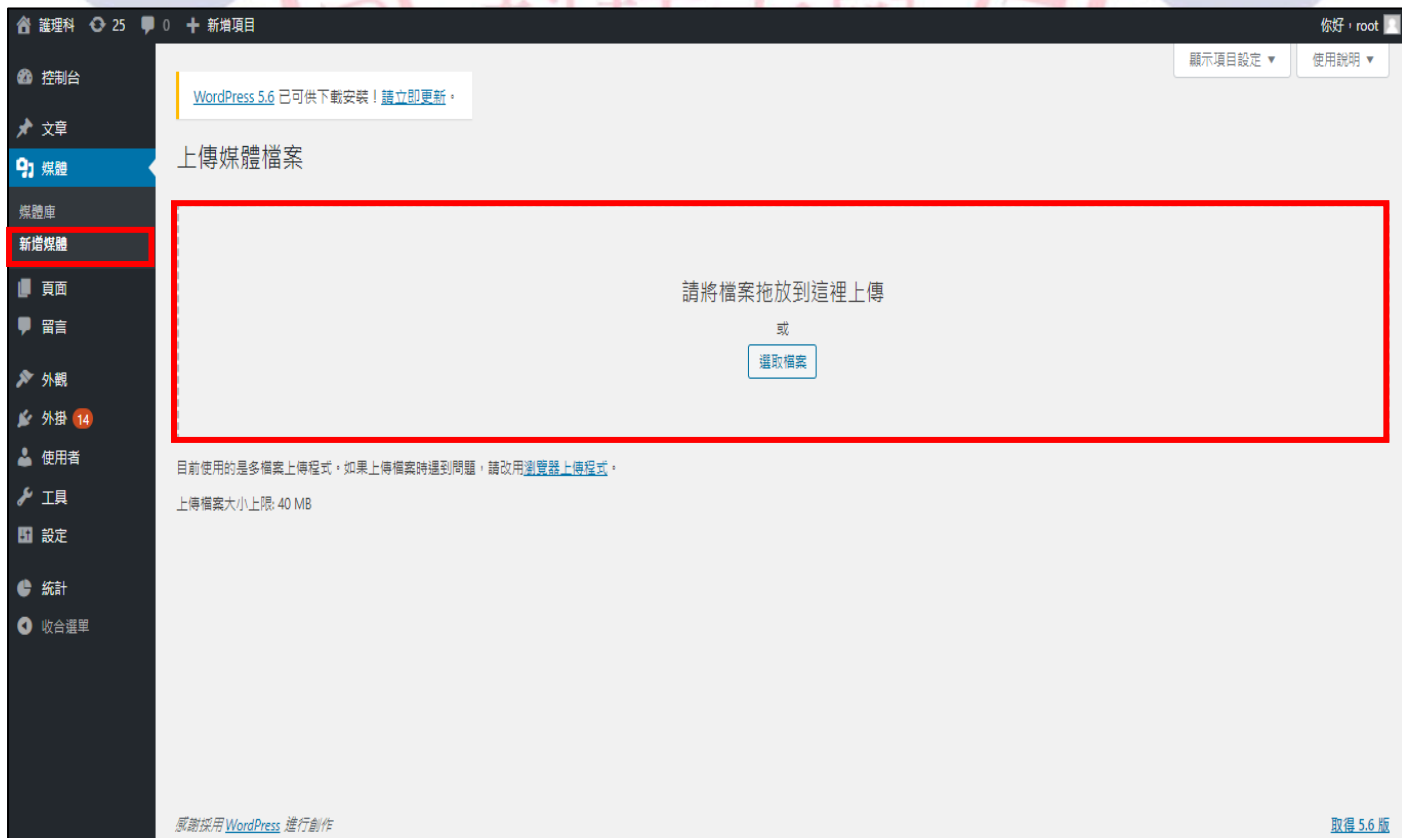 護理科 25 0 新增項目 你好，root
顯示項目設定 ▼ 使用說明 ▼
控制台
文章
媒體
媒體庫
新增媒體
頁面
留言
外觀
外掛 14
使用者
工具
設定
統計
收合選單
WordPress 5.6 已可供下載安裝！請立即更新。
上傳媒體檔案
請將檔案拖放到這裡上傳
或
選取檔案
目前使用的是多檔案上傳程式。如果上傳檔案時遇到問題，請改用瀏覽器上傳程式。
上傳檔案大小上限: 40 MB
感謝採用 WordPress 進行創作
取得 5.6 版